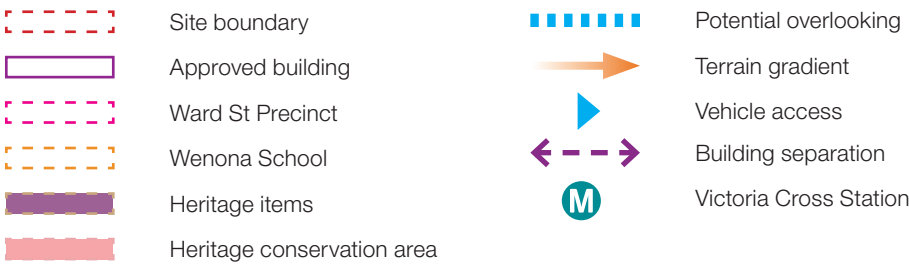 Site boundary
Approved building
Ward St Precinct
Wenona School
Heritage items
Heritage conservation area
Potential overlooking
Terrain gradient
Vehicle access
Building separation
M Victoria Cross Station